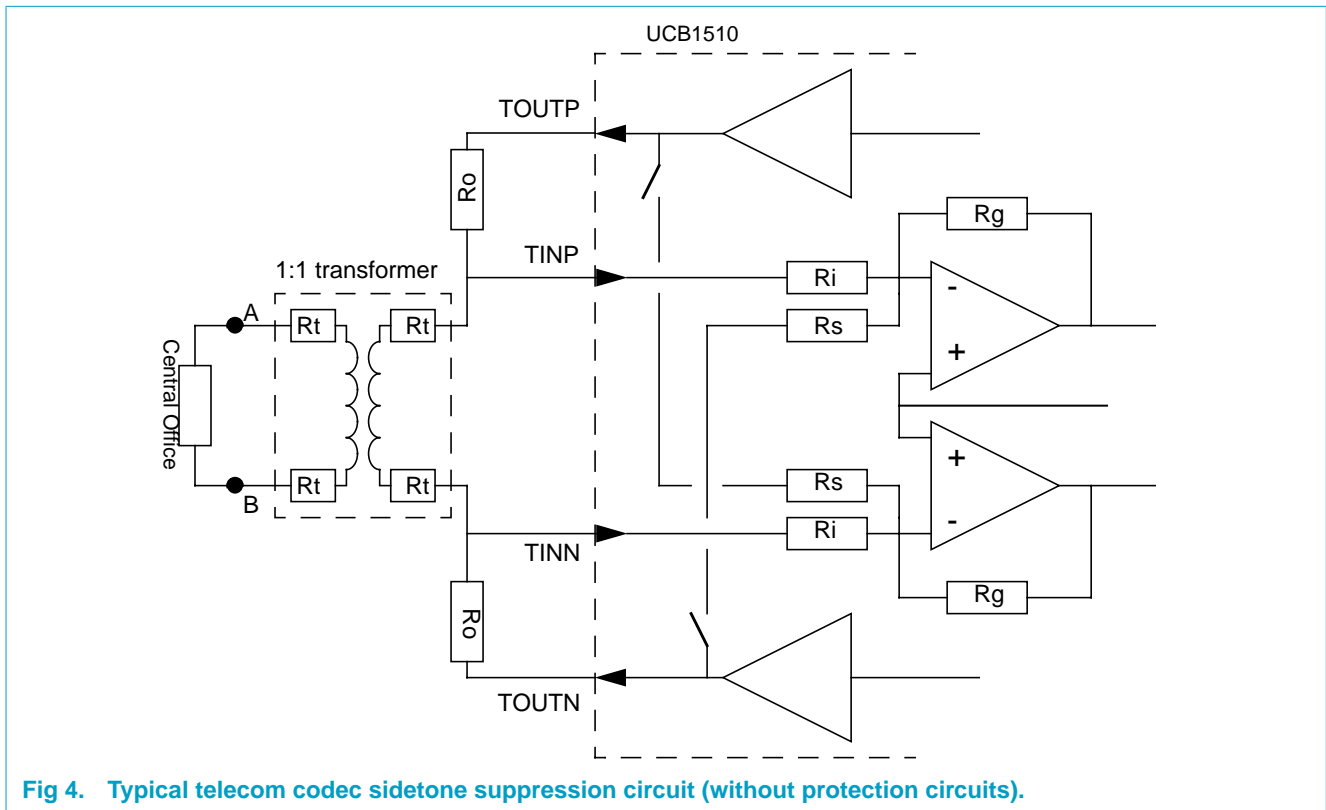 UCB1510
TOUTP
Ro
Rg
TINP
1:1 transformer
Ri
-
A
Rt
Rt
Rs
+
Central Office
+
Rt
Rt
Rs
B
TINN
Ri
-
Ro
Rg
TOUTN
Fig 4. Typical telecom codec sidetone suppression circuit (without protection circuits).